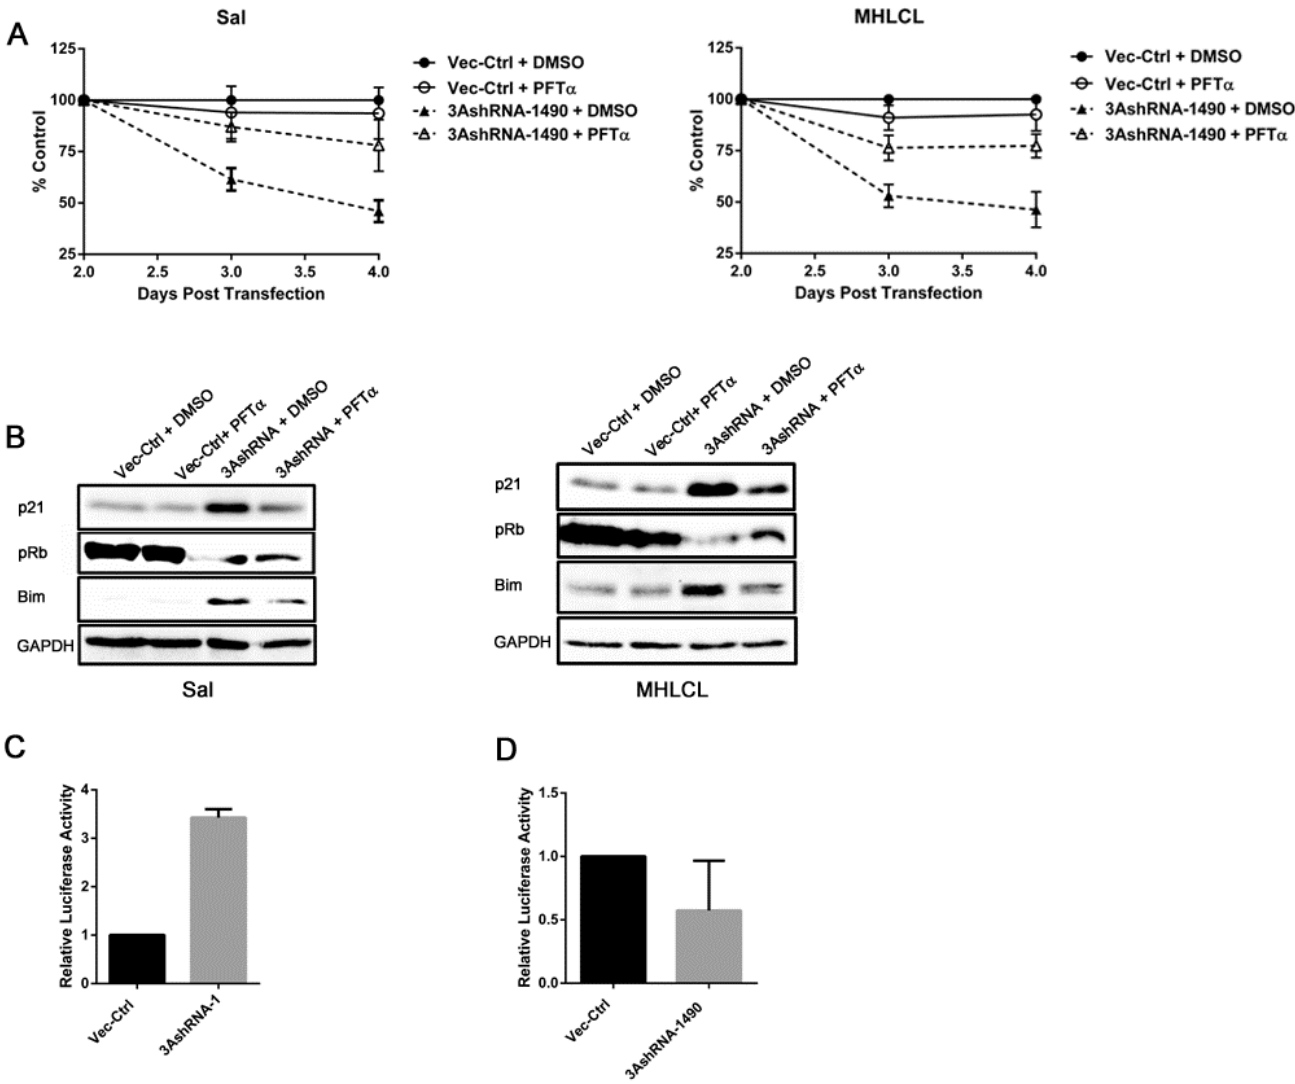 A
Sal
MHLCL
% Control
125
100
75
50
25
2.0 2.5 3.0 3.5 4.0
Days Post Transfection
Vec-Ctrl + DMSO
Vec-Ctrl + PFTα
3AshRNA-1490 + DMSO
3AshRNA-1490 + PFTα
% Control
125
100
75
50
25
2.0 2.5 3.0 3.5 4.0
Days Post Transfection
Vec-Ctrl + DMSO
Vec-Ctrl + PFTα
3AshRNA-1490 + DMSO
3AshRNA-1490 + PFTα
B
Vec-Ctrl + DMSO
Vec-Ctrl+ PFTα
3AshRNA + DMSO
3AshRNA + PFTα
p21
pRb
Bim
GAPDH
Sal
Vec-Ctrl + DMSO
Vec-Ctrl + PFTα
3AshRNA + DMSO
3AshRNA + PFTα
p21
pRb
Bim
GAPDH
MHLCL
C
Relative Luciferase Activity
4
3
2
1
0
Vec-Ctrl
3AshRNA-1
D
Relative Luciferase Activity
1.5
1.0
0.5
0.0
Vec-Ctrl
3AshRNA-1490